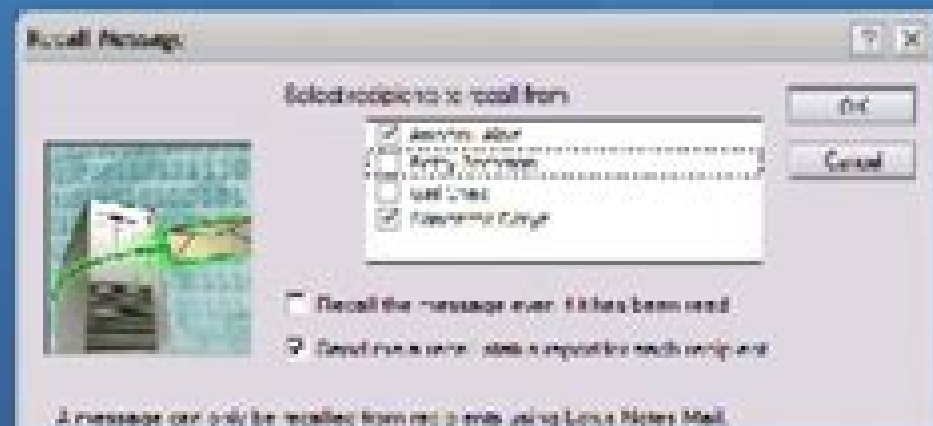 Recall Message
Select recipients to recall from
OK
Cancel
Recall the message even if it has been read
Send me a recall status report for each recipient
A message can only be recalled from recipients using Lotus Notes Mail.